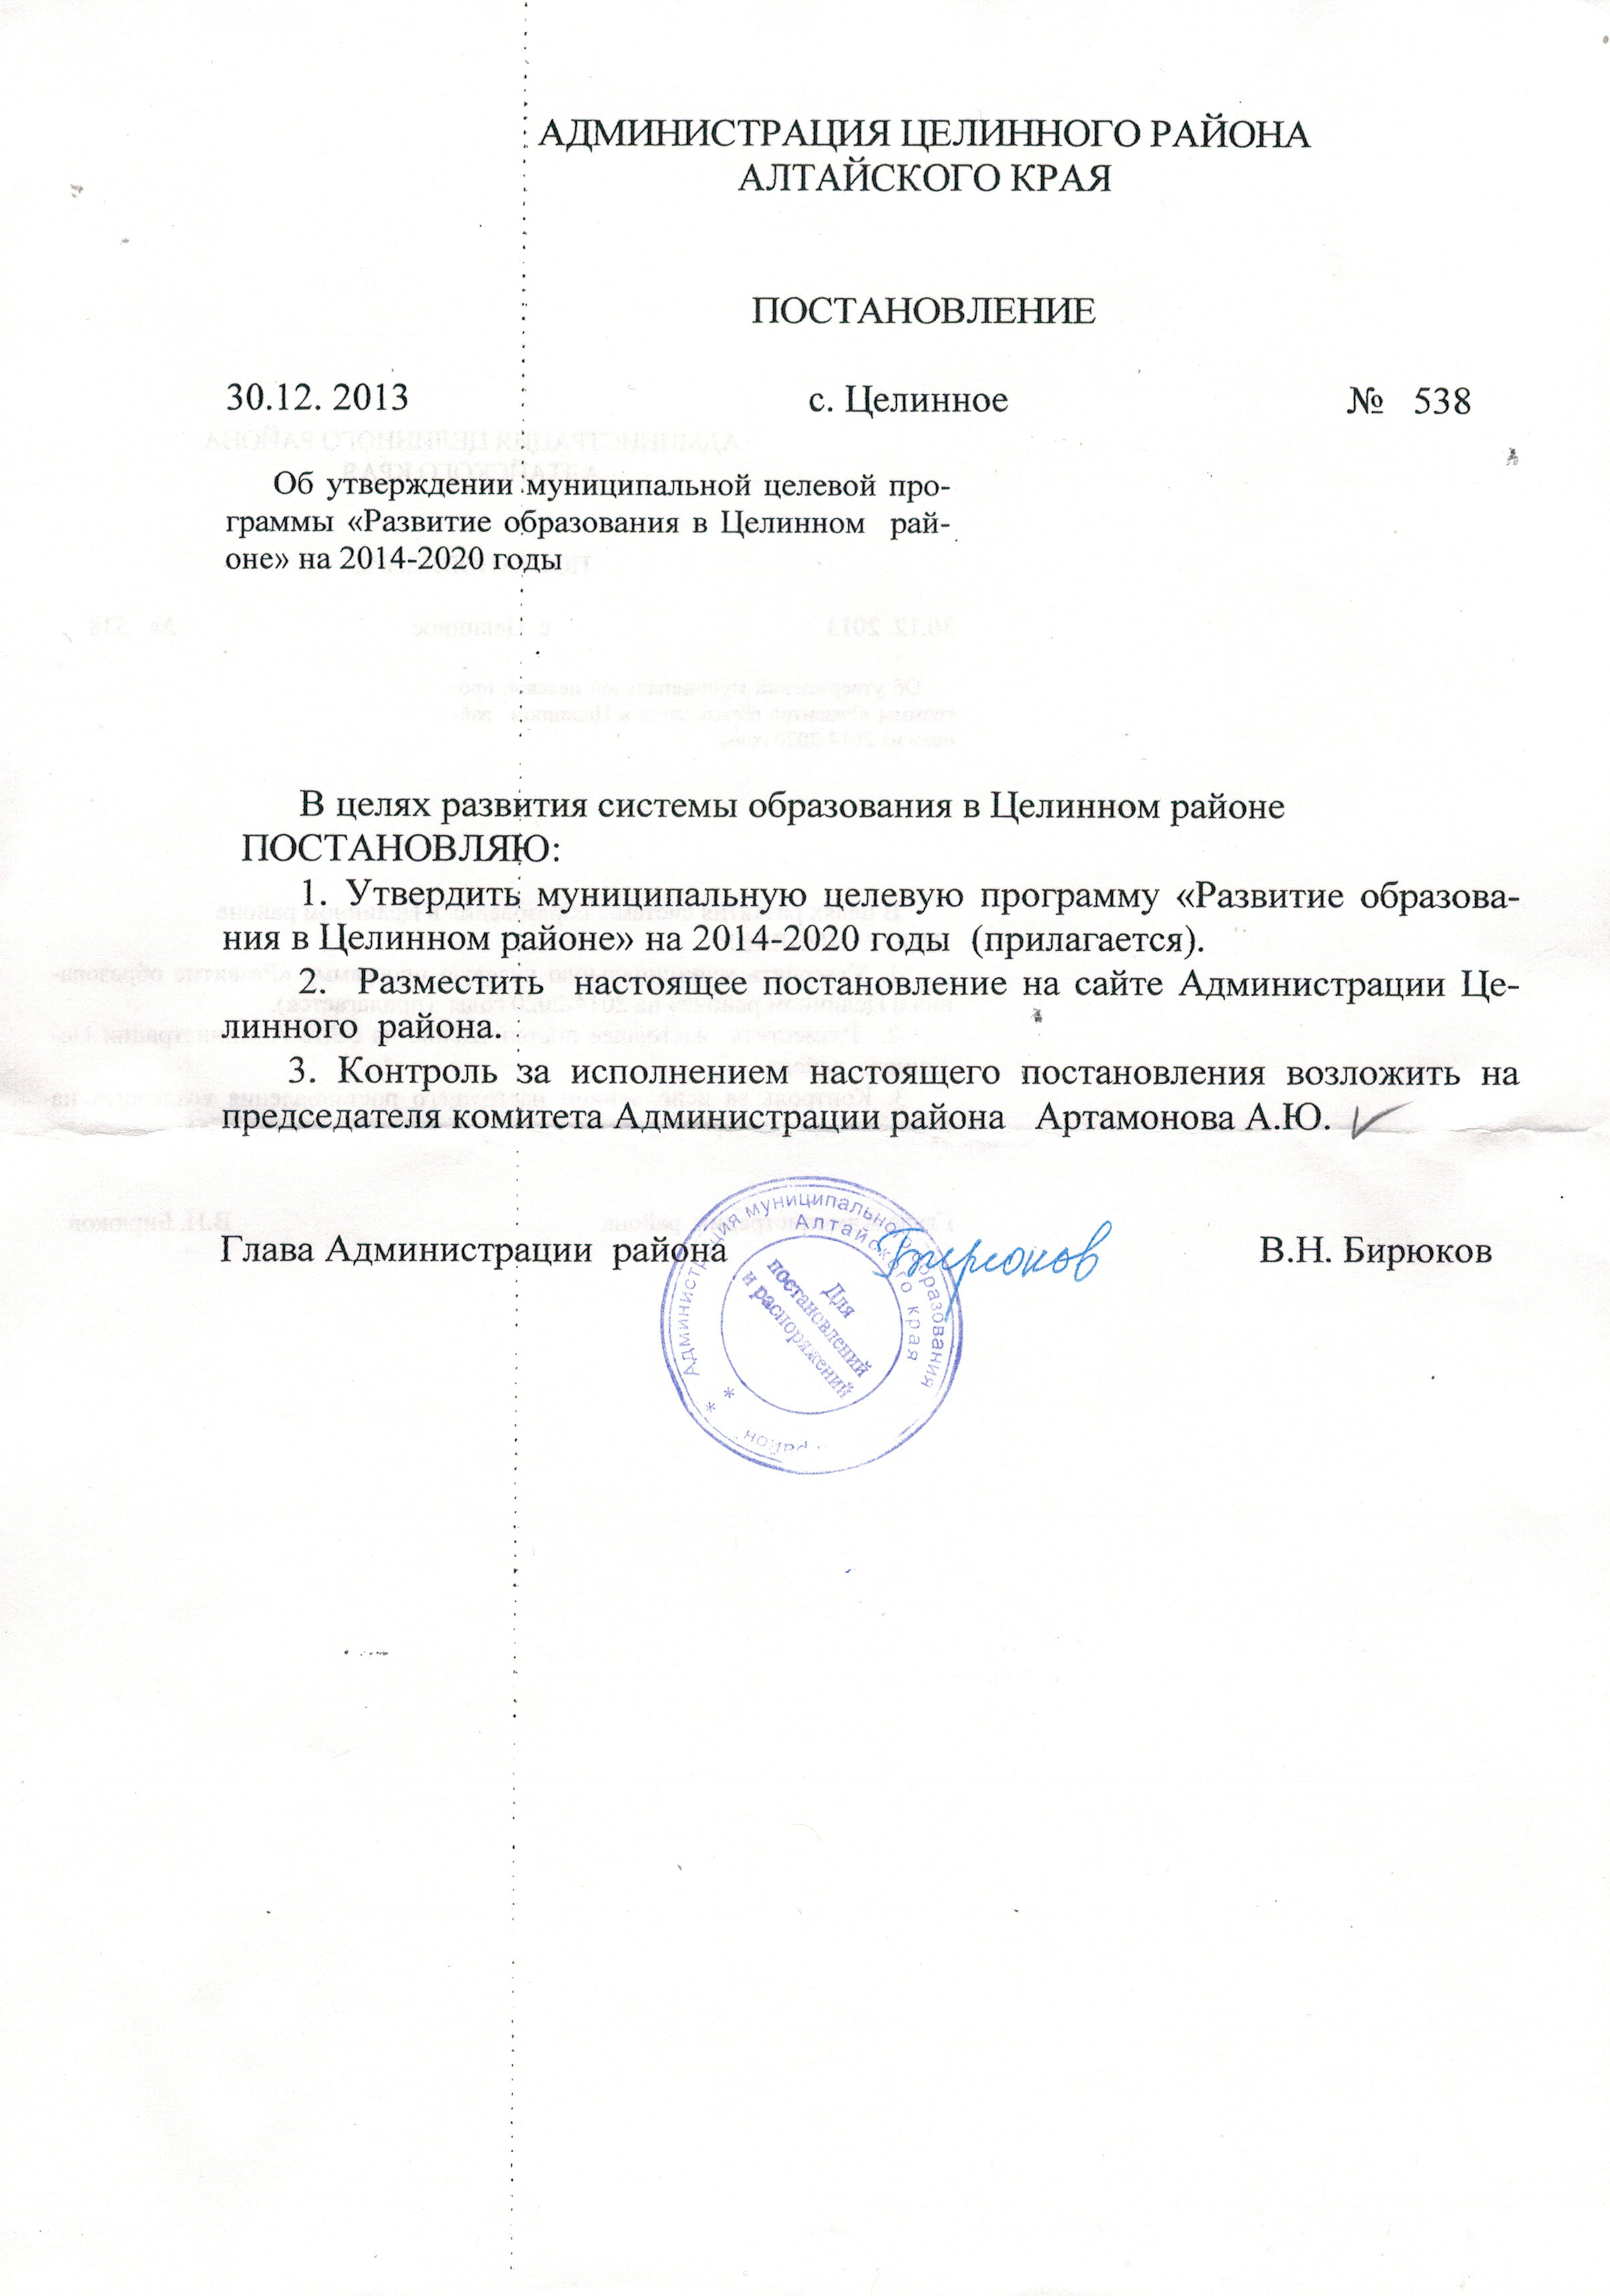 АДМИНИСТРАЦИЯ ЦЕЛИННОГО РАЙОНА
АЛТАЙСКОГО КРАЯ
ПОСТАНОВЛЕНИЕ
30.12. 2013 с. Целинное № 538
Об утверждении муниципальной целевой про-
граммы «Развитие образования в Целинном рай-
оне» на 2014-2020 годы
В целях развития системы образования в Целинном районе
ПОСТАНОВЛЯЮ:
1. Утвердить муниципальную целевую программу «Развитие образова-
ния в Целинном районе» на 2014-2020 годы (прилагается).
2. Разместить настоящее постановление на сайте Администрации Це-
линного района.
3. Контроль за исполнением настоящего постановления возложить на
председателя комитета Администрации района Артамонова А.Ю.
Глава Администрации района Бирюков В.Н. Бирюков
Администрация муниципального образования
район
Алтайского края
Для
постановлений
и распоряжений